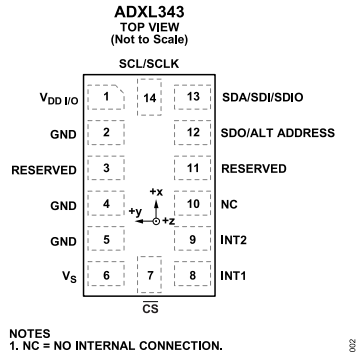 ADXL343
TOP VIEW
(Not to Scale)
SCL/SCLK
VDD I/O 1 14 13 SDA/SDI/SDIO
GND 2 12 SDO/ALT ADDRESS
RESERVED 3 11 RESERVED
GND 4 +x 10 NC
+y +z
GND 5 9 INT2
VS 6 7 8 INT1
CS
NOTES
1. NC = NO INTERNAL CONNECTION.
002